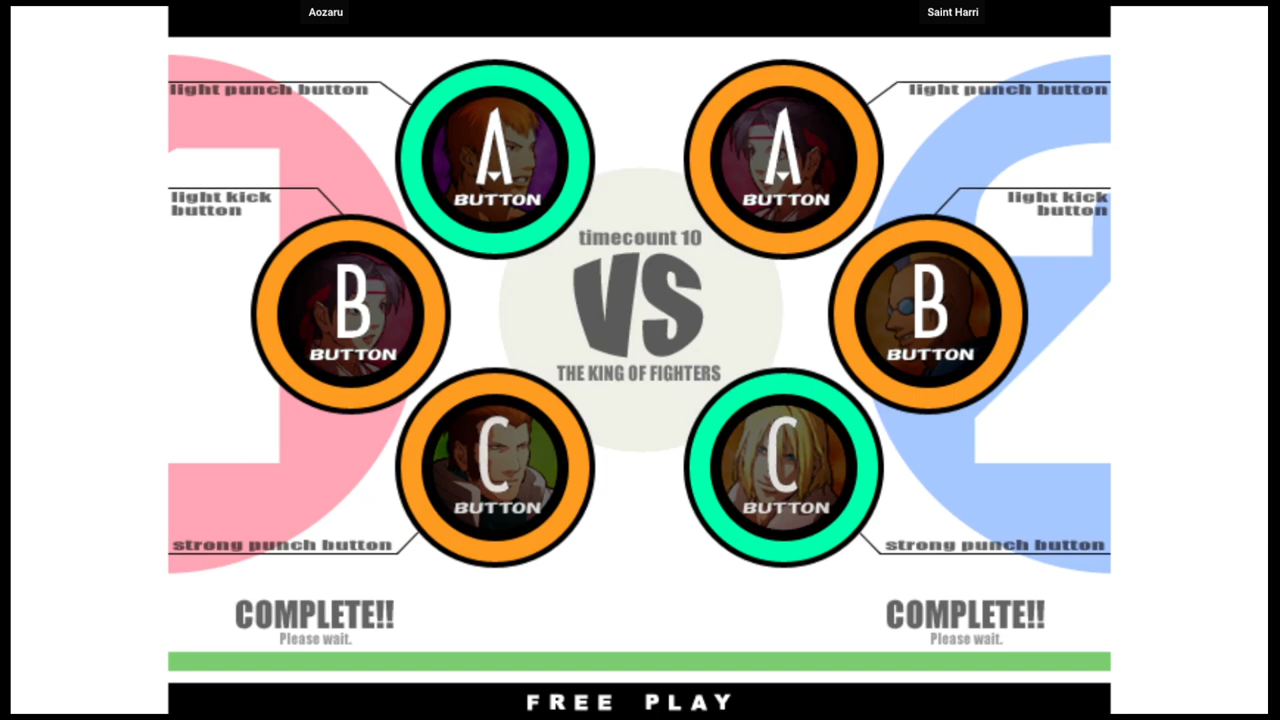 Aozaru
Saint Harri
light punch button
light punch button
A
BUTTON
A
BUTTON
light kick
button
light kick
button
B
BUTTON
timecount 10
VS
THE KING OF FIGHTERS
B
BUTTON
C
BUTTON
C
BUTTON
strong punch button
strong punch button
COMPLETE!!
Please wait.
COMPLETE!!
Please wait.
FREE PLAY